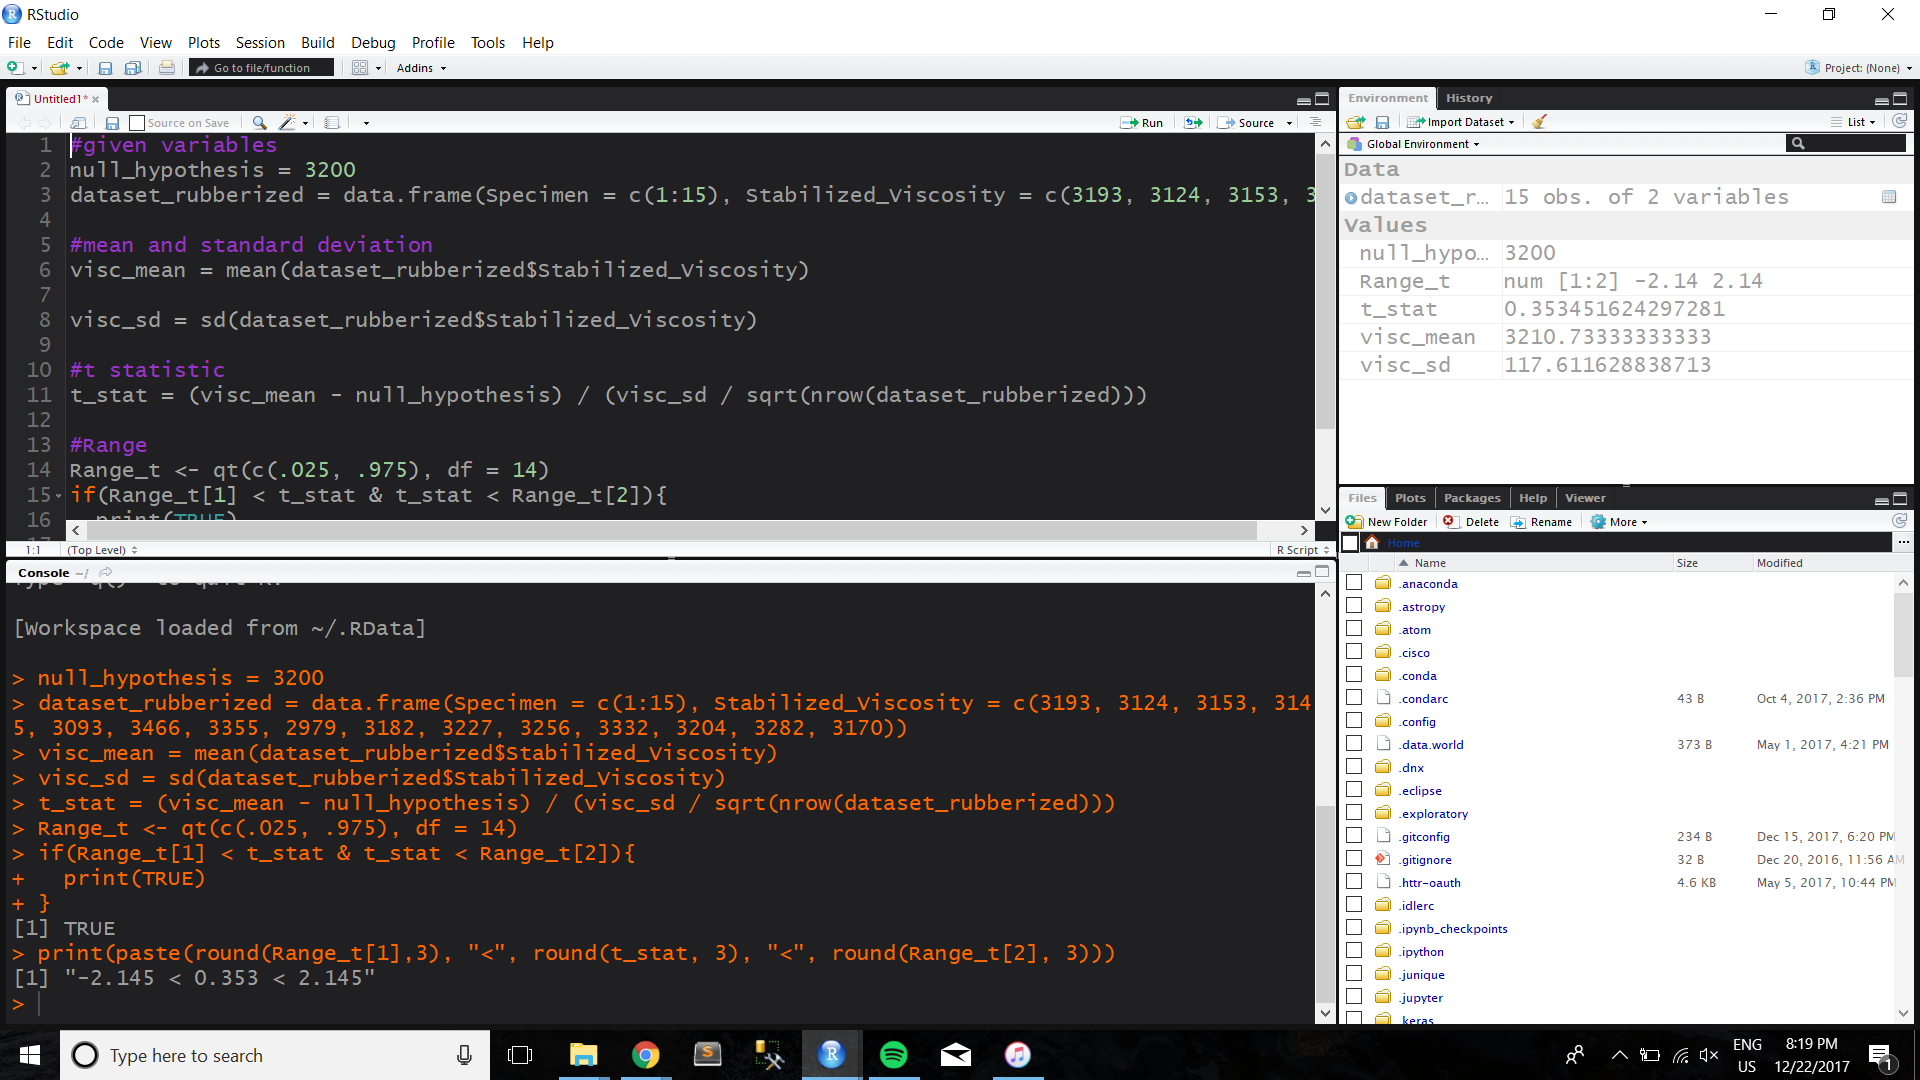 RStudio
File Edit Code View Plots Session Build Debug Profile Tools Help
Go to file/function Addins Project: (None)
Untitled1*
Source on Save Run Source
1 #given variables
2 null_hypothesis = 3200
3 dataset_rubberized = data.frame(Specimen = c(1:15), Stabilized_Viscosity = c(3193, 3124, 3153, 3
4
5 #mean and standard deviation
6 visc_mean = mean(dataset_rubberized$Stabilized_Viscosity)
7
8 visc_sd = sd(dataset_rubberized$Stabilized_Viscosity)
9
10 #t statistic
11 t_stat = (visc_mean - null_hypothesis) / (visc_sd / sqrt(nrow(dataset_rubberized)))
12
13 #Range
14 Range_t <- qt(c(.025, .975), df = 14)
15 if(Range_t[1] < t_stat & t_stat < Range_t[2]){
16 print(TRUE)
1:1 (Top Level) R Script
Console ~/
[Workspace loaded from ~/.RData]
> null_hypothesis = 3200
> dataset_rubberized = data.frame(Specimen = c(1:15), Stabilized_Viscosity = c(3193, 3124, 3153, 314
5, 3093, 3466, 3355, 2979, 3182, 3227, 3256, 3332, 3204, 3282, 3170))
> visc_mean = mean(dataset_rubberized$Stabilized_Viscosity)
> visc_sd = sd(dataset_rubberized$Stabilized_Viscosity)
> t_stat = (visc_mean - null_hypothesis) / (visc_sd / sqrt(nrow(dataset_rubberized)))
> Range_t <- qt(c(.025, .975), df = 14)
> if(Range_t[1] < t_stat & t_stat < Range_t[2]){
+ print(TRUE)
+ }
[1] TRUE
> print(paste(round(Range_t[1],3), "<", round(t_stat, 3), "<", round(Range_t[2], 3)))
[1] "-2.145 < 0.353 < 2.145"
>
Environment History
Import Dataset List
Global Environment
Data
dataset_r... 15 obs. of 2 variables
Values
null_hypo... 3200
Range_t num [1:2] -2.14 2.14
t_stat 0.353451624297281
visc_mean 3210.73333333333
visc_sd 117.611628838713
Files Plots Packages Help Viewer
New Folder Delete Rename More
Home ...
Name Size Modified
.anaconda
.astropy
.atom
.cisco
.conda
.condarc 43 B Oct 4, 2017, 2:36 PM
.config
.data.world 373 B May 1, 2017, 4:21 PM
.dnx
.eclipse
.exploratory
.gitconfig 234 B Dec 15, 2017, 6:20 PM
.gitignore 32 B Dec 20, 2016, 11:56 AM
.httr-oauth 4.6 KB May 5, 2017, 10:44 PM
.idlerc
.ipynb_checkpoints
.ipython
.junique
.jupyter
.keras
Type here to search
ENG
US
8:19 PM
12/22/2017
1